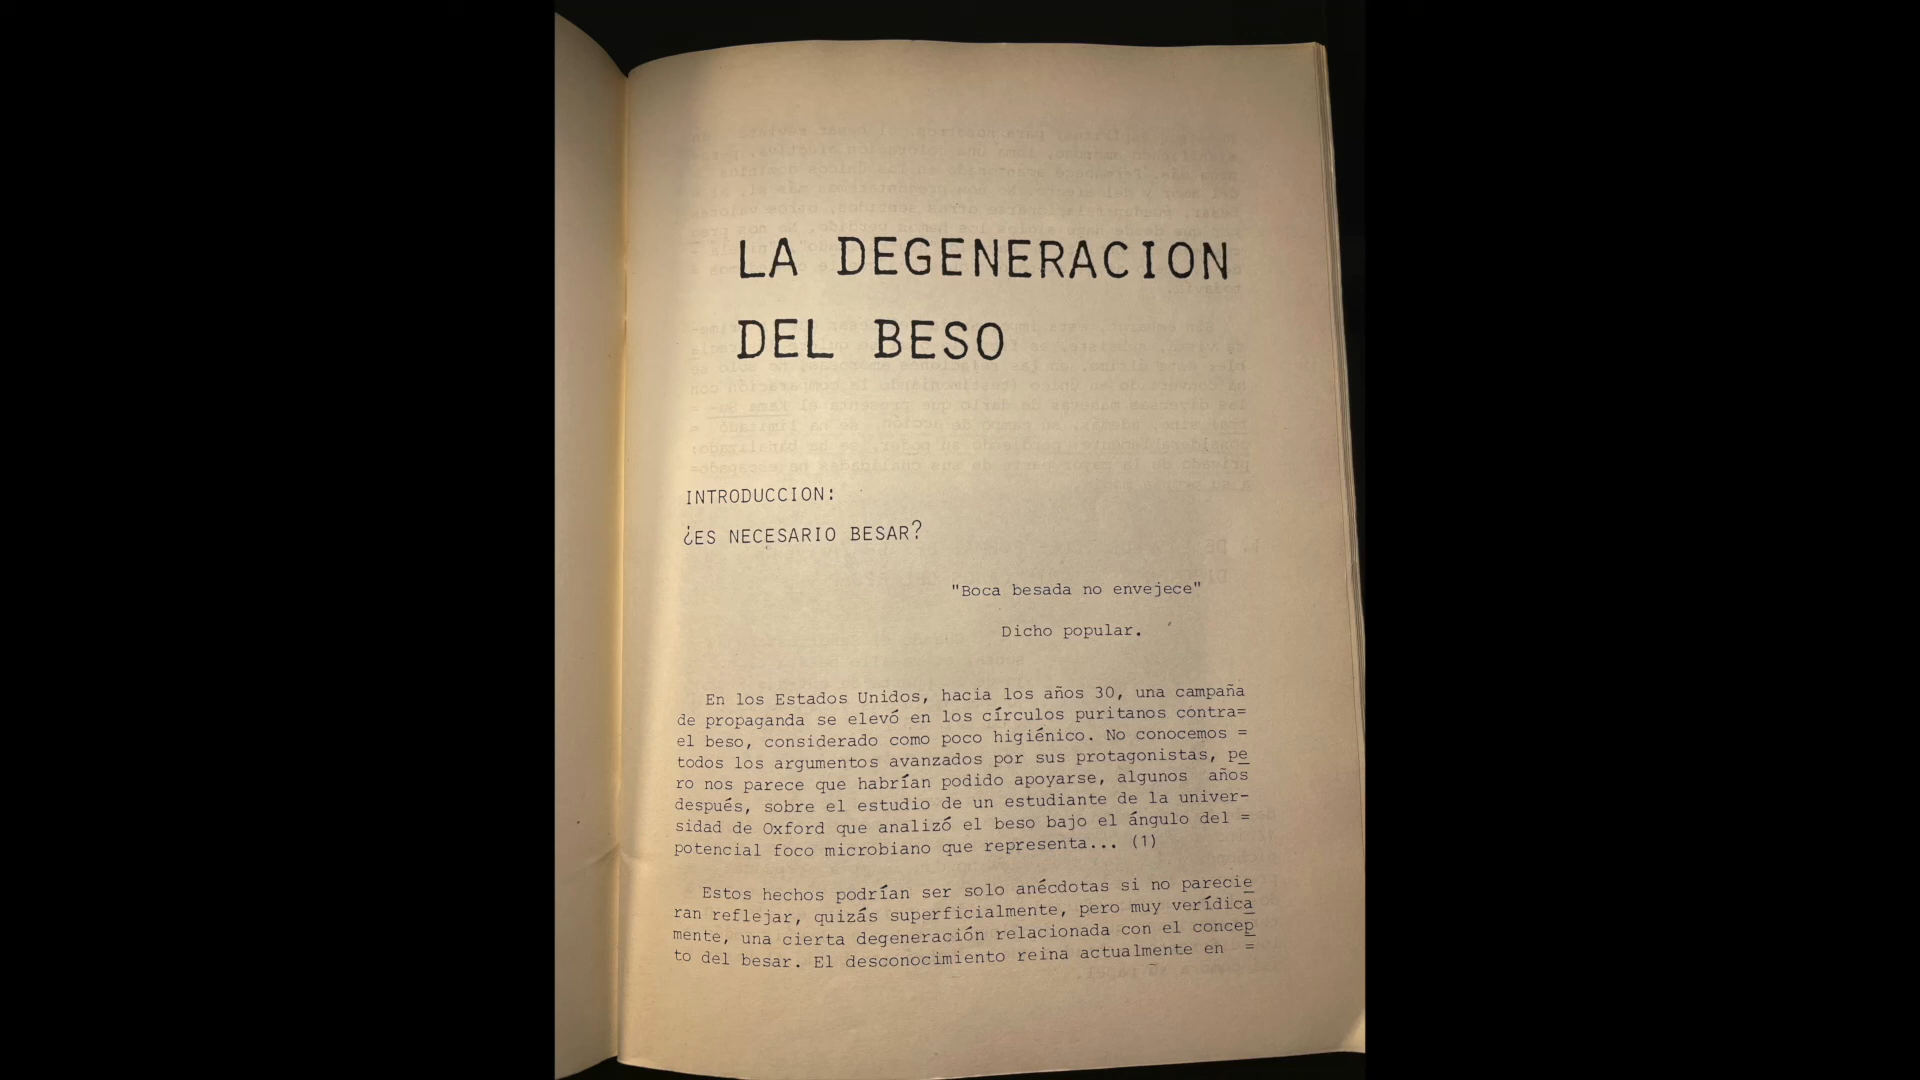 LA DEGENERACION
DEL BESO
INTRODUCCION:
¿ES NECESARIO BESAR?
"Boca besada no envejece"
Dicho popular.
En los Estados Unidos, hacia los años 30, una campaña
de propaganda se elevó en los círculos puritanos contra=
el beso, considerado como poco higiénico. No conocemos =
todos los argumentos avanzados por sus protagonistas, pe
ro nos parece que habrían podido apoyarse, algunos años
después, sobre el estudio de un estudiante de la univer-
sidad de Oxford que analizó el beso bajo el ángulo del =
potencial foco microbiano que representa... (1)
Estos hechos podrían ser solo anécdotas si no parecie
ran reflejar, quizás superficialmente, pero muy verídica
mente, una cierta degeneración relacionada con el concep
to del besar. El desconocimiento reina actualmente en =